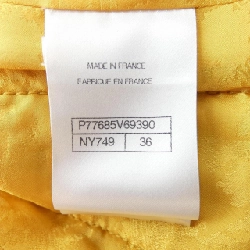 MADE IN FRANCE
FABRIQUE EN FRANCE
P77685V69390
NY749 36